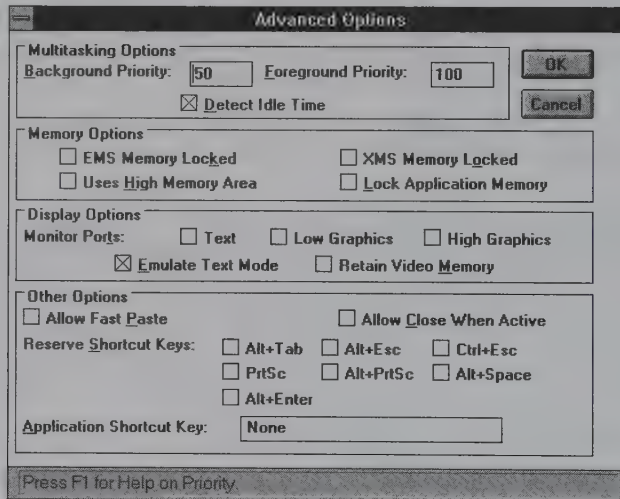 Advanced Options
Multitasking Options
Background Priority: 50 Foreground Priority: 100
OK
Detect Idle Time
Cancel
Memory Options
EMS Memory Locked XMS Memory Locked
Uses High Memory Area Lock Application Memory
Display Options
Monitor Ports: Text Low Graphics High Graphics
Emulate Text Mode Retain Video Memory
Other Options
Allow Fast Paste Allow Close When Active
Reserve Shortcut Keys: Alt+Tab Alt+Esc Ctrl+Esc
PrtSc Alt+PrtSc Alt+Space
Alt+Enter
Application Shortcut Key: None
Press F1 for Help on Priority.